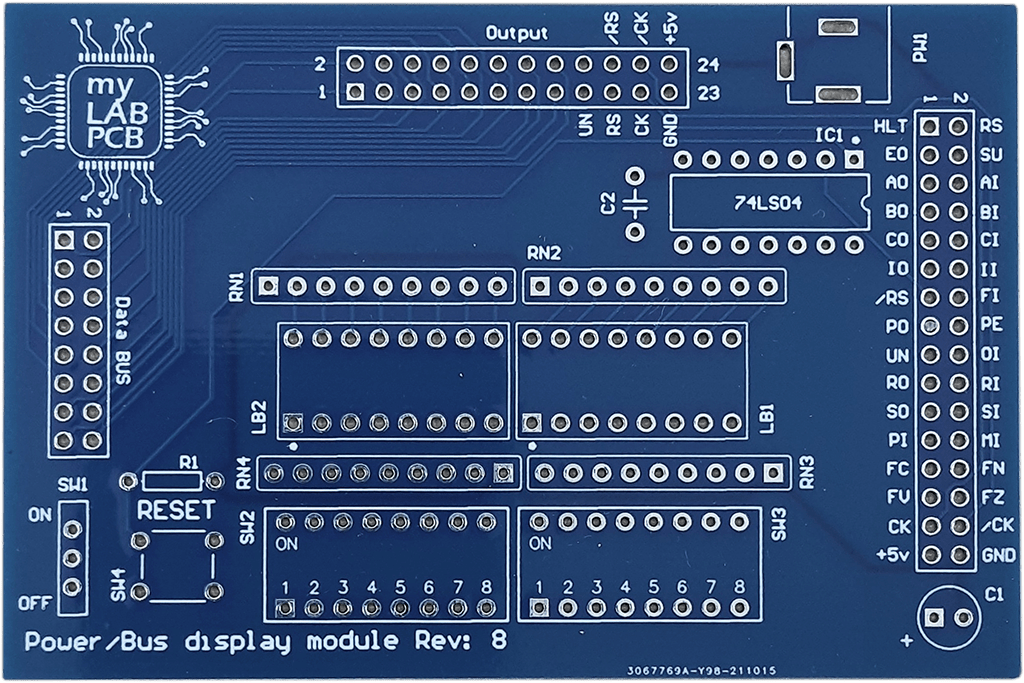 my
LAB
PCB
Output
/RS
/CK
+5v
2
24
1
23
UN
RS
CK
GND
PW1
1 2
HLT RS
EO SU
AO AI
BO BI
CO CI
IO II
/RS FI
PO PE
UN OI
RO RI
SO SI
PI MI
FC FN
FV FZ
CK /CK
+5v GND
IC1
74LS04
C2
1 2
Data BUS
RN1
RN2
LB2
LB1
RN4
RN3
R1
RESET
SW1
ON
OFF
SW4
SW2
ON
1 2 3 4 5 6 7 8
SW3
ON
1 2 3 4 5 6 7 8
C1
+
Power/Bus display module Rev: 8
3067769A-Y98-211015